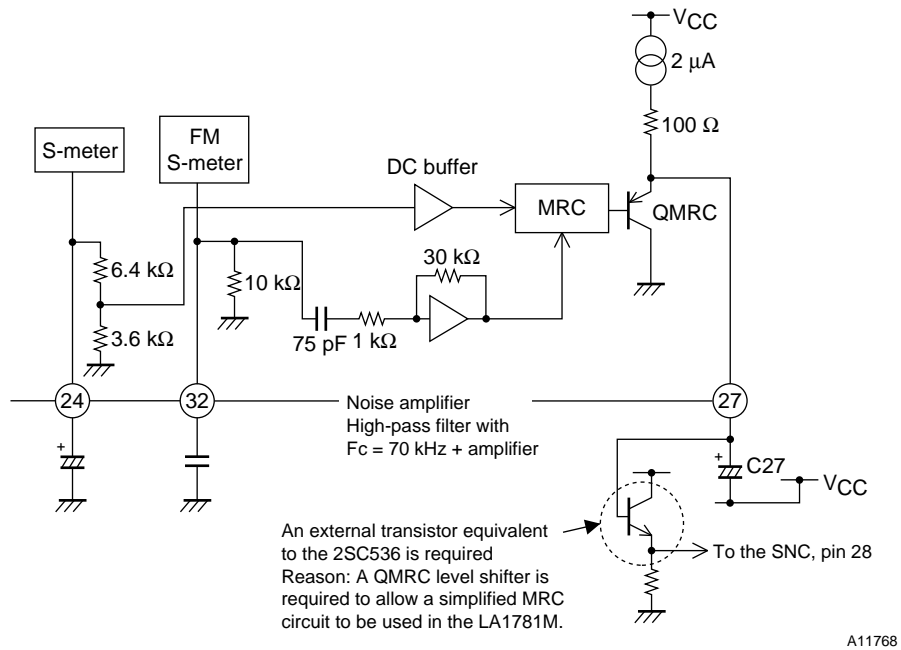 VCC
2 µA
100 Ω
S-meter
FM
S-meter
DC buffer
MRC
QMRC
6.4 kΩ
10 kΩ
30 kΩ
3.6 kΩ
75 pF
1 kΩ
24
32
27
Noise amplifier
High-pass filter with
Fc = 70 kHz + amplifier
+
+
C27
VCC
An external transistor equivalent
to the 2SC536 is required
Reason: A QMRC level shifter is
required to allow a simplified MRC
circuit to be used in the LA1781M.
To the SNC, pin 28
A11768